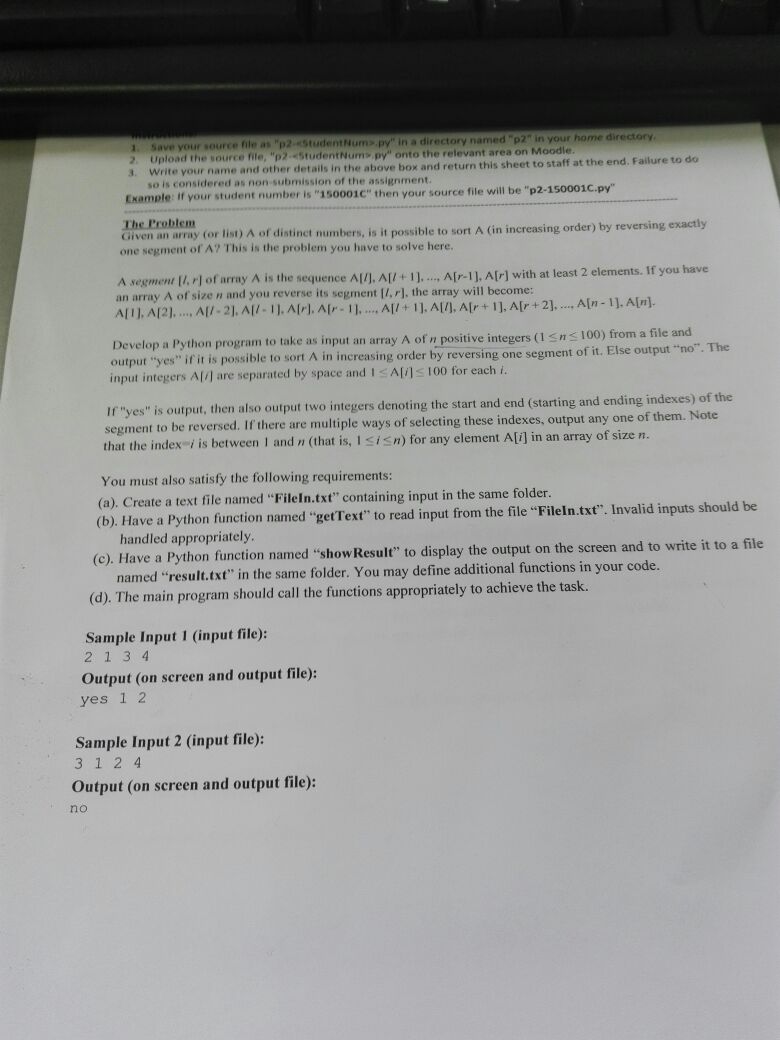 1. Save your source file as "p2-<StudentNum>.py" in a directory named "p2" in your home directory.
2. Upload the source file, "p2-<StudentNum>.py" onto the relevant area on Moodle.
3. Write your name and other details in the above box and return this sheet to staff at the end. Failure to do
so is considered as non-submission of the assignment.
Example: If your student number is "150001C" then your source file will be "p2-150001C.py"
The Problem
Given an array (or list) A of distinct numbers, is it possible to sort A (in increasing order) by reversing exactly
one segment of A? This is the problem you have to solve here.
A segment [l, r] of array A is the sequence A[l], A[l + 1], ..., A[r-1], A[r] with at least 2 elements. If you have
an array A of size n and you reverse its segment [l, r], the array will become:
A[1], A[2], ..., A[l - 2], A[l - 1], A[r], A[r - 1], ..., A[l + 1], A[l], A[r + 1], A[r + 2], ..., A[n - 1], A[n].
Develop a Python program to take as input an array A of n positive integers (1 ≤ n ≤ 100) from a file and
output "yes" if it is possible to sort A in increasing order by reversing one segment of it. Else output "no". The
input integers A[i] are separated by space and 1 ≤ A[i] ≤ 100 for each i.
If "yes" is output, then also output two integers denoting the start and end (starting and ending indexes) of the
segment to be reversed. If there are multiple ways of selecting these indexes, output any one of them. Note
that the index i is between 1 and n (that is, 1 ≤ i ≤ n) for any element A[i] in an array of size n.
You must also satisfy the following requirements:
(a). Create a text file named "FileIn.txt" containing input in the same folder.
(b). Have a Python function named "getText" to read input from the file "FileIn.txt". Invalid inputs should be
handled appropriately.
(c). Have a Python function named "showResult" to display the output on the screen and to write it to a file
named "result.txt" in the same folder. You may define additional functions in your code.
(d). The main program should call the functions appropriately to achieve the task.
Sample Input 1 (input file):
2 1 3 4
Output (on screen and output file):
yes 1 2
Sample Input 2 (input file):
3 1 2 4
Output (on screen and output file):
no